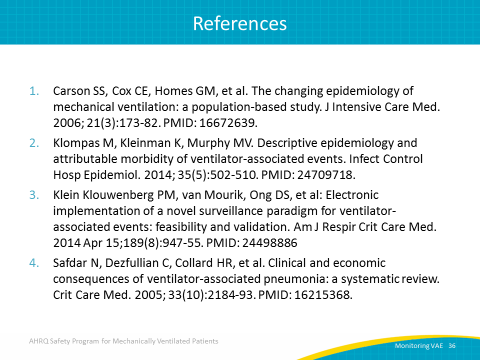 References
1. Carson SS, Cox CE, Homes GM, et al. The changing epidemiology of
mechanical ventilation: a population-based study. J Intensive Care Med.
2006; 21(3):173-82. PMID: 16672639.
2. Klompas M, Kleinman K, Murphy MV. Descriptive epidemiology and
attributable morbidity of ventilator-associated events. Infect Control
Hosp Epidemiol. 2014; 35(5):502-510. PMID: 24709718.
3. Klein Klouwenberg PM, van Mourik, Ong DS, et al: Electronic
implementation of a novel surveillance paradigm for ventilator-
associated events: feasibility and validation. Am J Respir Crit Care Med.
2014 Apr 15;189(8):947-55. PMID: 24498886
4. Safdar N, Dezfullian C, Collard HR, et al. Clinical and economic
consequences of ventilator-associated pneumonia: a systematic review.
Crit Care Med. 2005; 33(10):2184-93. PMID: 16215368.
AHRQ Safety Program for Mechanically Ventilated Patients
Monitoring VAE 36